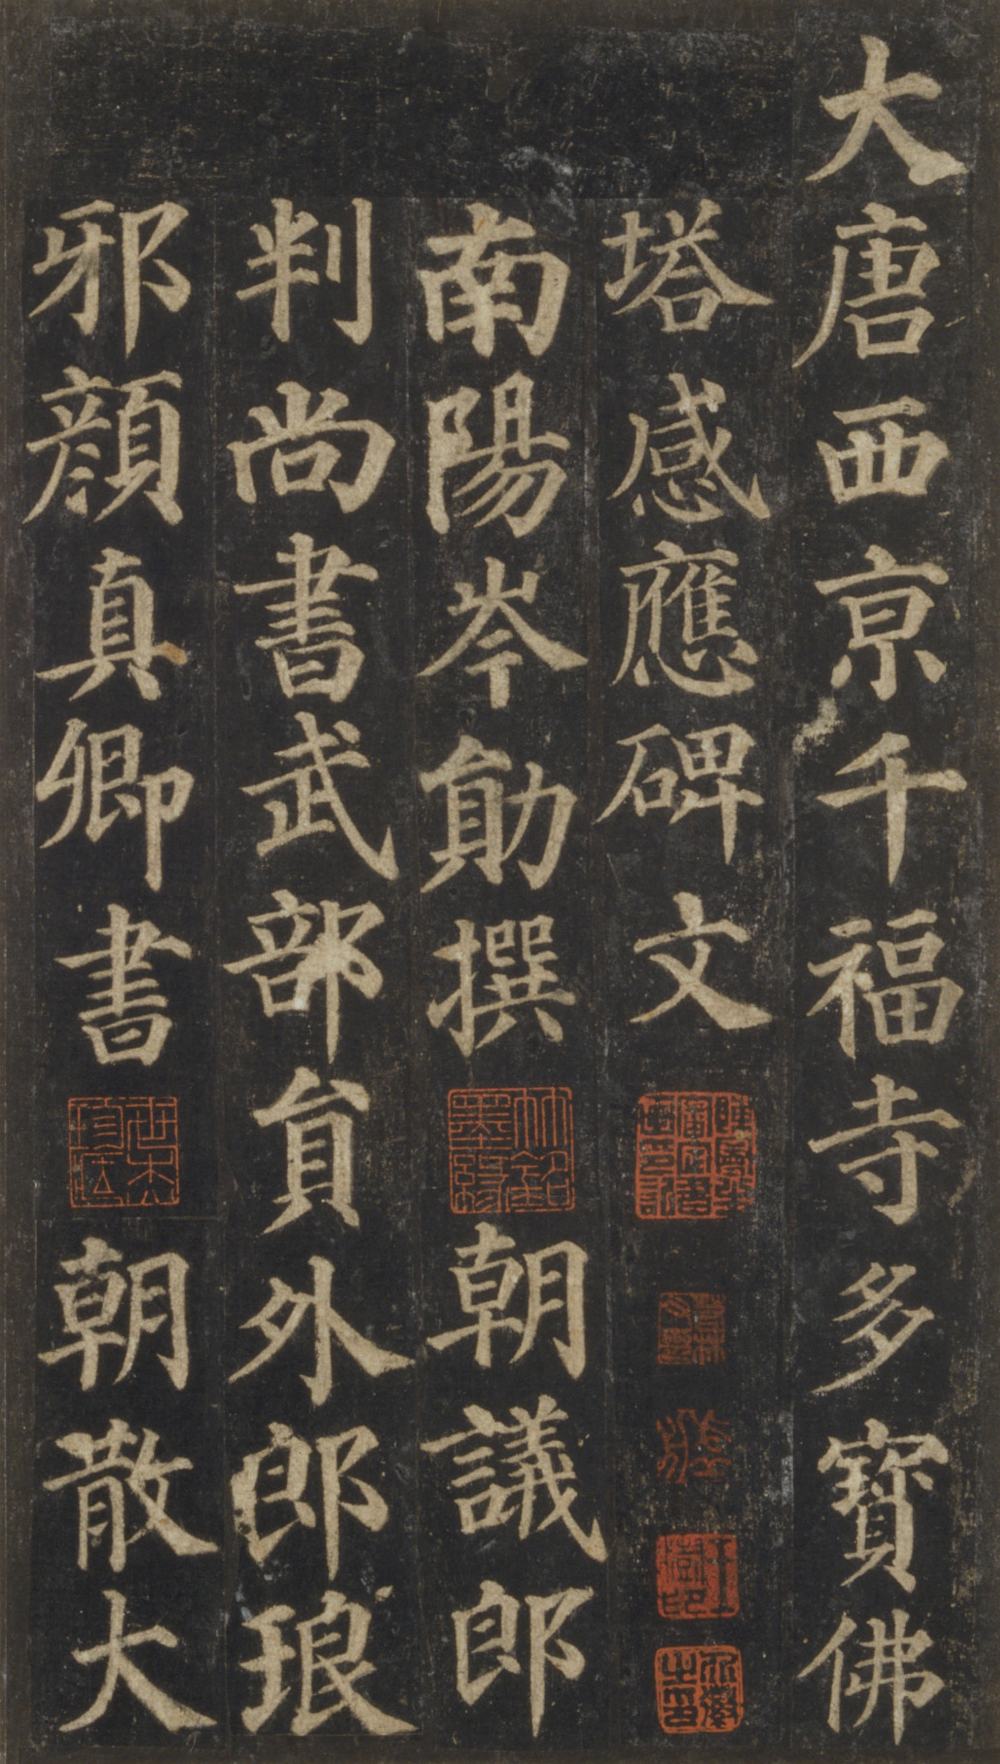 大唐西京千福寺多寶佛
塔感應碑文
南陽岑勛撰朝議郎
判尚書武部員外郎琅
邪顏真卿書朝散大